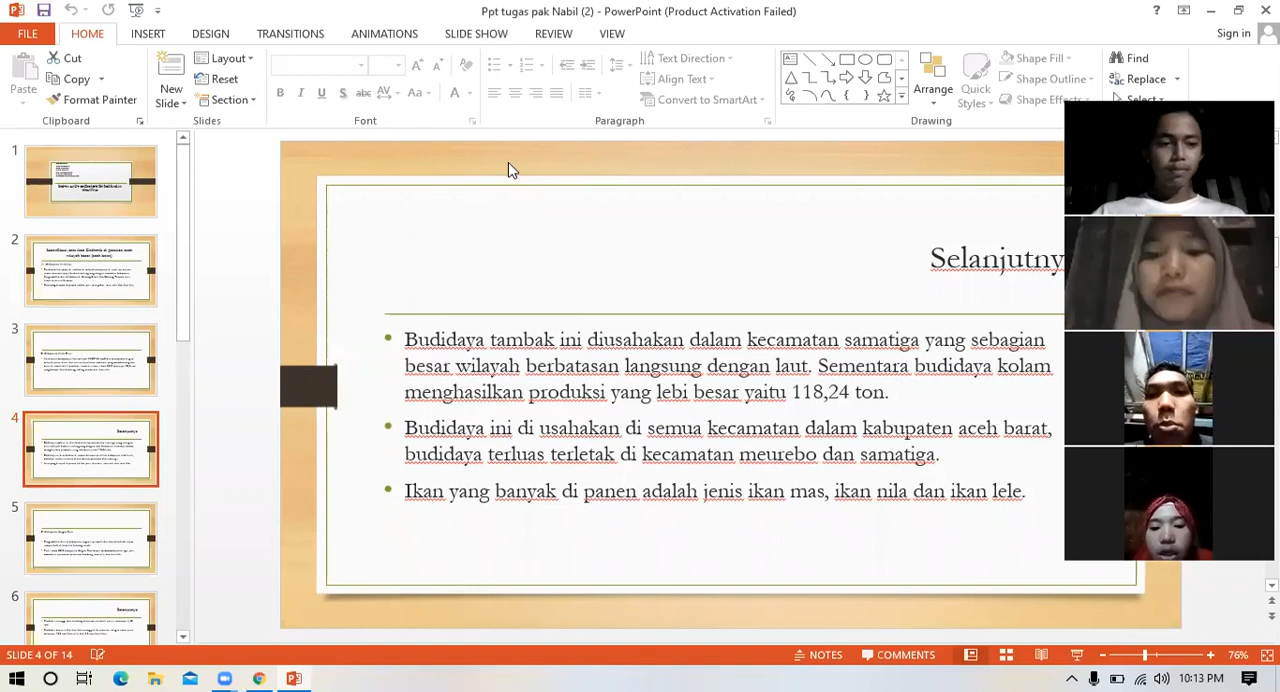 Ppt tugas pak Nabil (2) - PowerPoint (Product Activation Failed)
FILE HOME INSERT DESIGN TRANSITIONS ANIMATIONS SLIDE SHOW REVIEW VIEW Sign in
Paste
Cut
Copy
Format Painter
Clipboard
New
Slide
Layout
Reset
Section
Slides
Font
Text Direction
Align Text
Convert to SmartArt
Paragraph
Arrange
Quick
Styles
Shape Fill
Shape Outline
Shape Effects
Drawing
Find
Replace
Select
1
2
3
4
5
6
Selanjutny
Budidaya tambak ini diusahakan dalam kecamatan samatiga yang sebagian
besar wilayah berbatasan langsung dengan laut. Sementara budidaya kolam
menghasilkan produksi yang lebi besar yaitu 118,24 ton.
Budidaya ini di usahakan di semua kecamatan dalam kabupaten aceh barat,
budidaya terluas terletak di kecamatan meurebo dan samatiga.
Ikan yang banyak di panen adalah jenis ikan mas, ikan nila dan ikan lele.
SLIDE 4 OF 14 NOTES COMMENTS 76%
10:13 PM